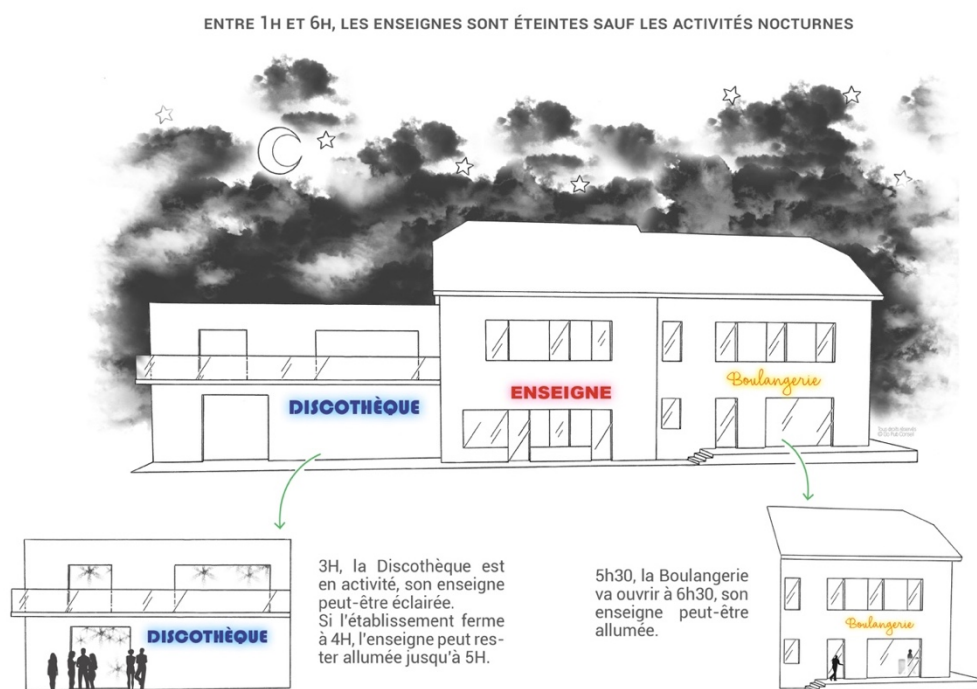 ENTRE 1H ET 6H, LES ENSEIGNES SONT ÉTEINTES SAUF LES ACTIVITÉS NOCTURNES
DISCOTHÈQUE
ENSEIGNE
Boulangerie
3H, la Discothèque est
en activité, son enseigne
peut-être éclairée.
Si l'établissement ferme
à 4H, l'enseigne peut res-
ter allumée jusqu'à 5H.
DISCOTHÈQUE
5h30, la Boulangerie
va ouvrir à 6h30, son
enseigne peut-être
allumée.
Boulangerie